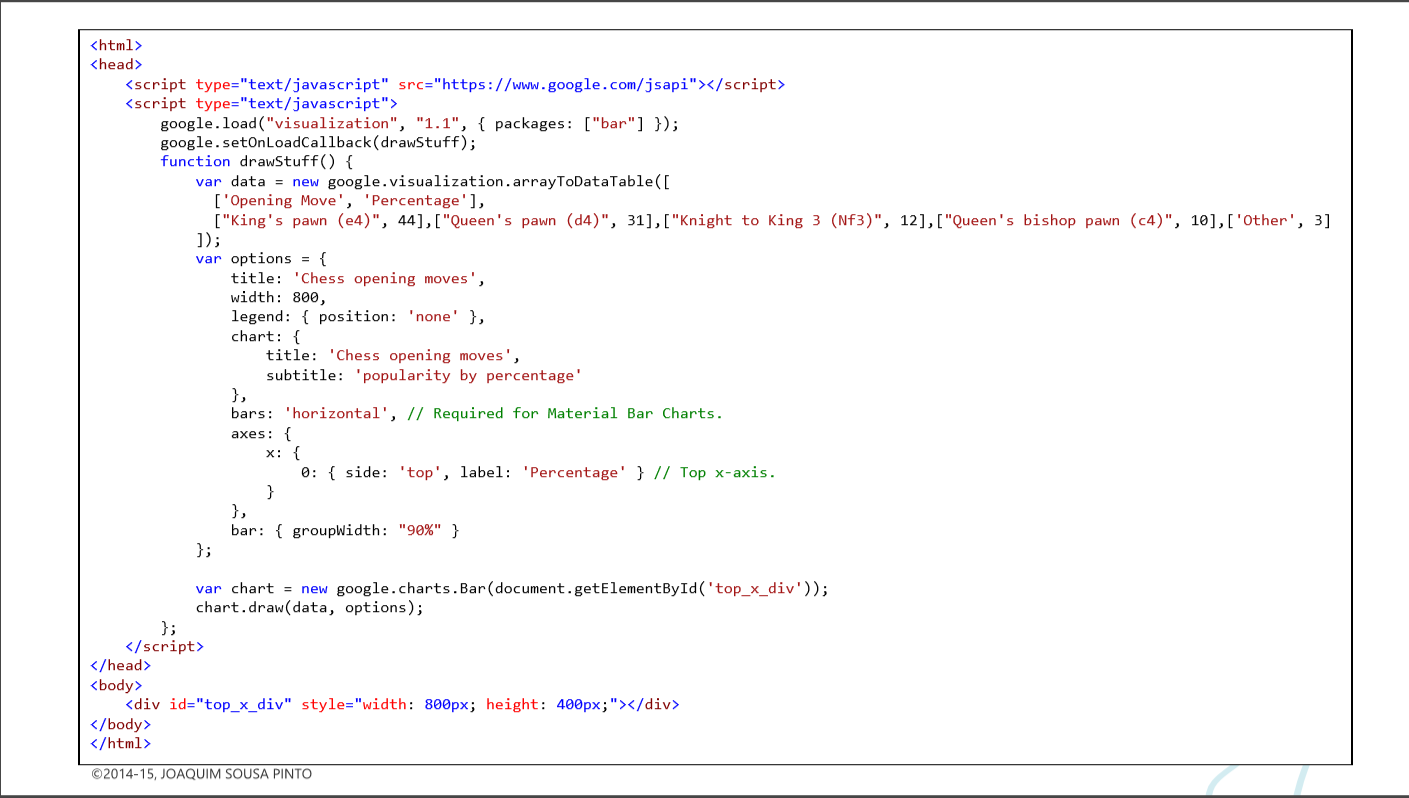 <html>
<head>
    <script type="text/javascript" src="https://www.google.com/jsapi"></script>
    <script type="text/javascript">
        google.load("visualization", "1.1", { packages: ["bar"] });
        google.setOnLoadCallback(drawStuff);
        function drawStuff() {
            var data = new google.visualization.arrayToDataTable([
              ['Opening Move', 'Percentage'],
              ["King's pawn (e4)", 44],["Queen's pawn (d4)", 31],["Knight to King 3 (Nf3)", 12],["Queen's bishop pawn (c4)", 10],['Other', 3]
            ]);
            var options = {
                title: 'Chess opening moves',
                width: 800,
                legend: { position: 'none' },
                chart: {
                    title: 'Chess opening moves',
                    subtitle: 'popularity by percentage'
                },
                bars: 'horizontal', // Required for Material Bar Charts.
                axes: {
                    x: {
                        0: { side: 'top', label: 'Percentage' } // Top x-axis.
                    }
                },
                bar: { groupWidth: "90%" }
            };
            var chart = new google.charts.Bar(document.getElementById('top_x_div'));
            chart.draw(data, options);
        };
    </script>
</head>
<body>
    <div id="top_x_div" style="width: 800px; height: 400px;"></div>
</body>
</html>
©2014-15, JOAQUIM SOUSA PINTO